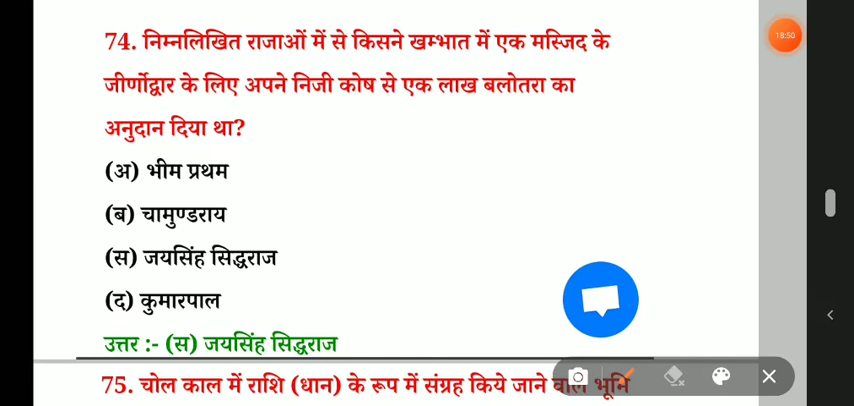 18:50
74. निम्नलिखित राजाओं में से किसने खम्भात में एक मस्जिद के
जीर्णोद्वार के लिए अपने निजी कोष से एक लाख बलोतरा का
अनुदान दिया था?
(अ) भीम प्रथम
(ब) चामुण्डराय
(स) जयसिंह सिद्धराज
(द) कुमारपाल
उत्तर :- (स) जयसिंह सिद्धराज
75. चोल काल में राशि (धान) के रूप में संग्रह किये जाने वाले भूमि